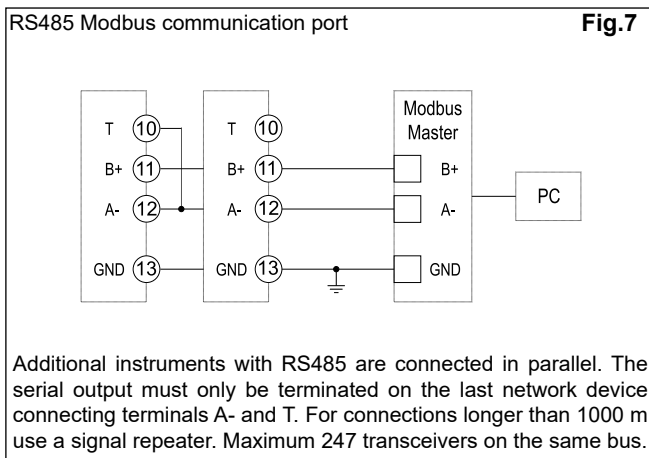 RS485 Modbus communication port Fig.7
Modbus
Master
T 10 T 10
B+ 11 B+ 11 B+
A- 12 A- 12 A-
PC
GND 13 GND 13 GND
Additional instruments with RS485 are connected in parallel. The
serial output must only be terminated on the last network device
connecting terminals A- and T. For connections longer than 1000 m
use a signal repeater. Maximum 247 transceivers on the same bus.